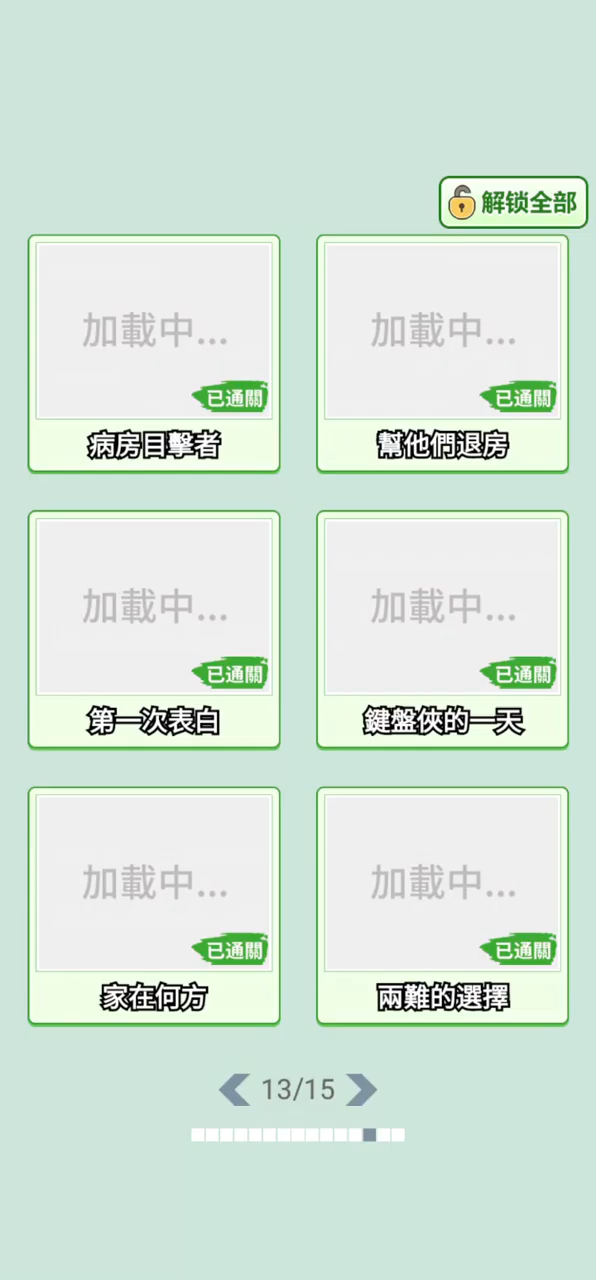 解锁全部
加載中...
已通關
病房目擊者
加載中...
已通關
幫他們退房
加載中...
已通關
第一次表白
加載中...
已通關
鍵盤俠的一天
加載中...
已通關
家在何方
加載中...
已通關
兩難的選擇
13/15